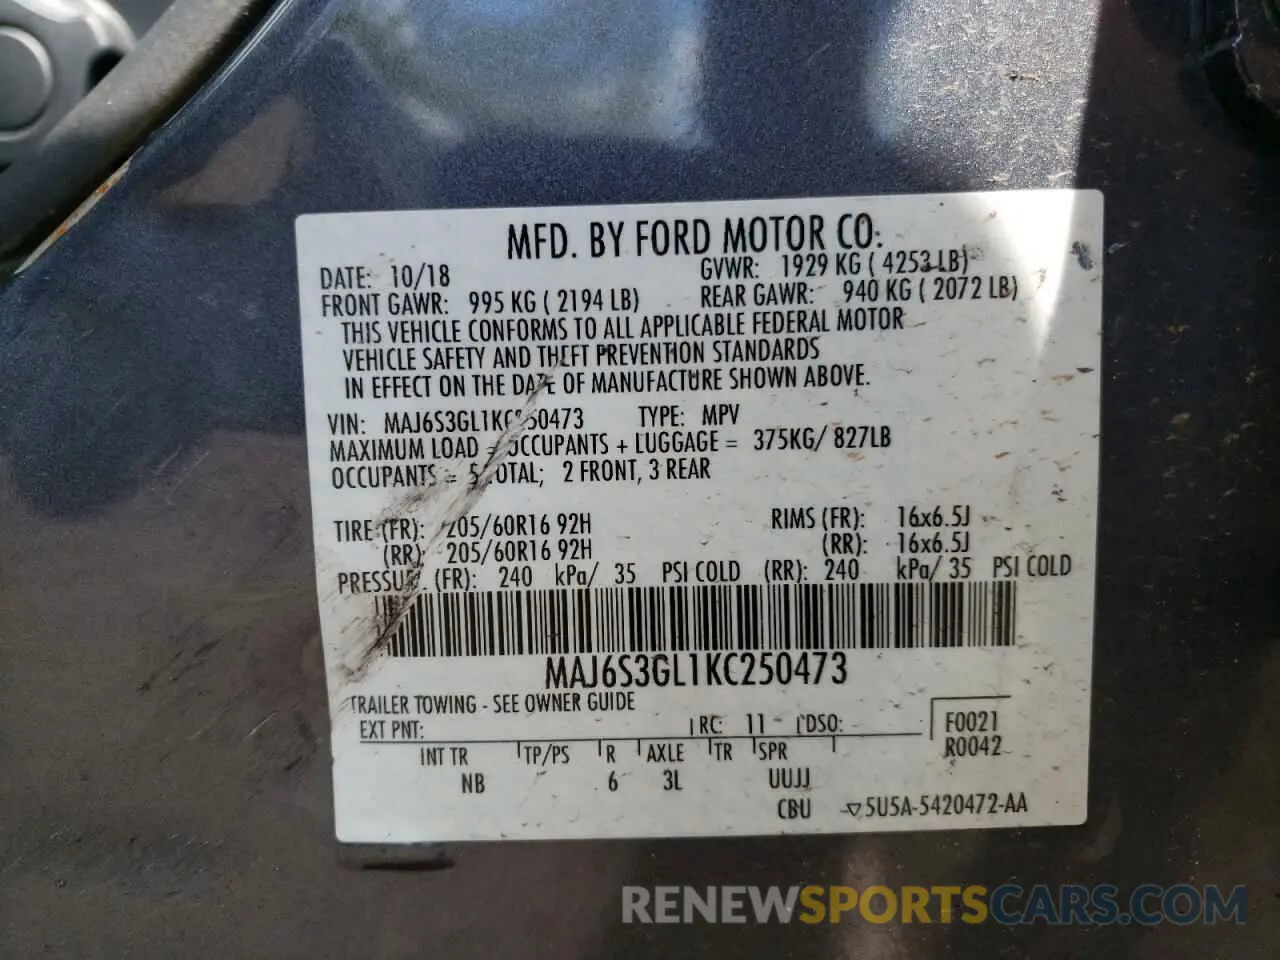 MFD. BY FORD MOTOR CO.
DATE: 10/18 GVWR: 1929 KG ( 4253 LB)
FRONT GAWR: 995 KG ( 2194 LB) REAR GAWR: 940 KG ( 2072 LB)
THIS VEHICLE CONFORMS TO ALL APPLICABLE FEDERAL MOTOR
VEHICLE SAFETY AND THEFT PREVENTION STANDARDS
IN EFFECT ON THE DATE OF MANUFACTURE SHOWN ABOVE.
VIN: MAJ6S3GL1KC250473 TYPE: MPV
MAXIMUM LOAD = OCCUPANTS + LUGGAGE = 375KG/ 827LB
OCCUPANTS = 5 TOTAL; 2 FRONT, 3 REAR
TIRE (FR): 205/60R16 92H RIMS (FR): 16x6.5J
(RR): 205/60R16 92H (RR): 16x6.5J
PRESSURE (FR): 240 kPa/ 35 PSI COLD (RR): 240 kPa/ 35 PSI COLD
MAJ6S3GL1KC250473
TRAILER TOWING - SEE OWNER GUIDE
EXT PNT: RC: 11 DSO: F0021
INT TR TP/PS R AXLE TR SPR R0042
NB 6 3L UUJJ
CBU 5U5A-5420472-AA
RENEWSPORTSCARS.COM